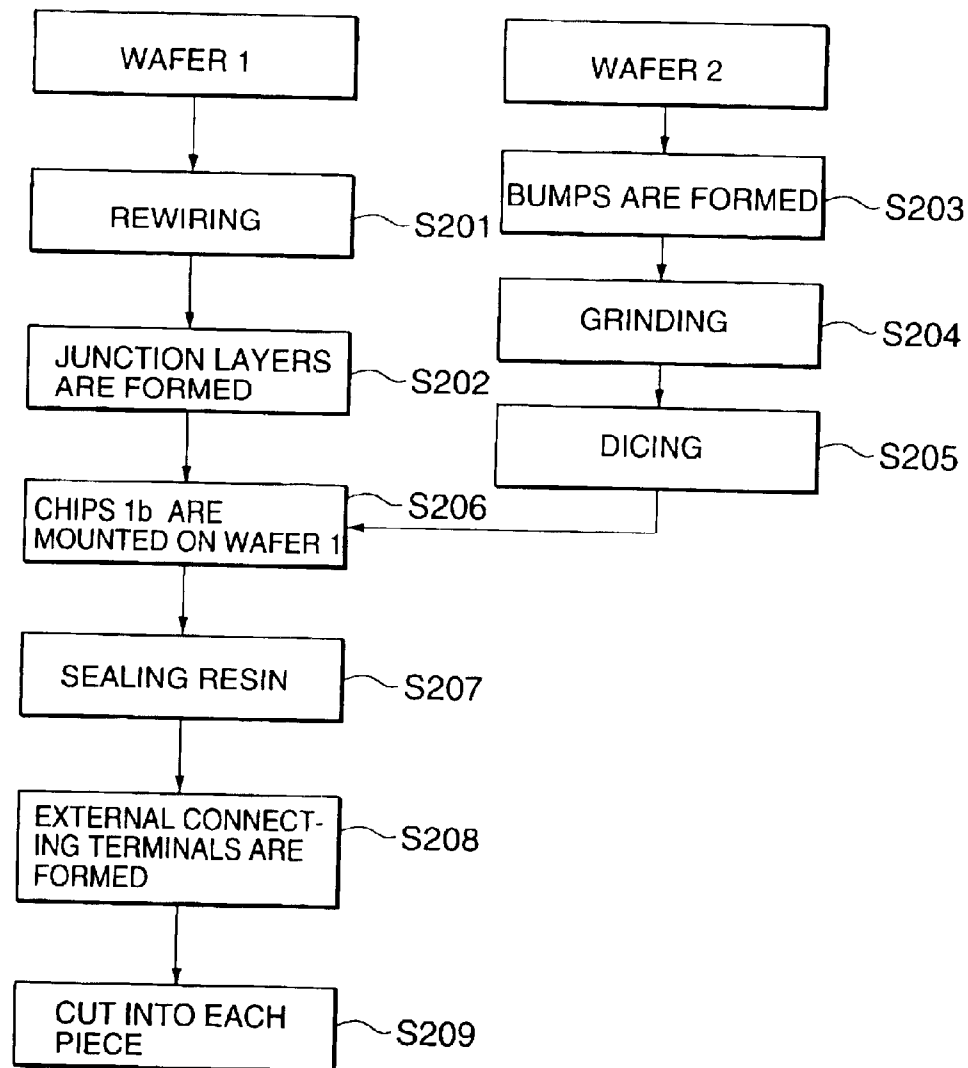 WAFER 1
WAFER 2
REWIRING
S201
BUMPS ARE FORMED
S203
GRINDING
S204
JUNCTION LAYERS
ARE FORMED
S202
DICING
S205
CHIPS 1b ARE
MOUNTED ON WAFER 1
S206
SEALING RESIN
S207
EXTERNAL CONNECT-
ING TERMINALS ARE
FORMED
S208
CUT INTO EACH
PIECE
S209